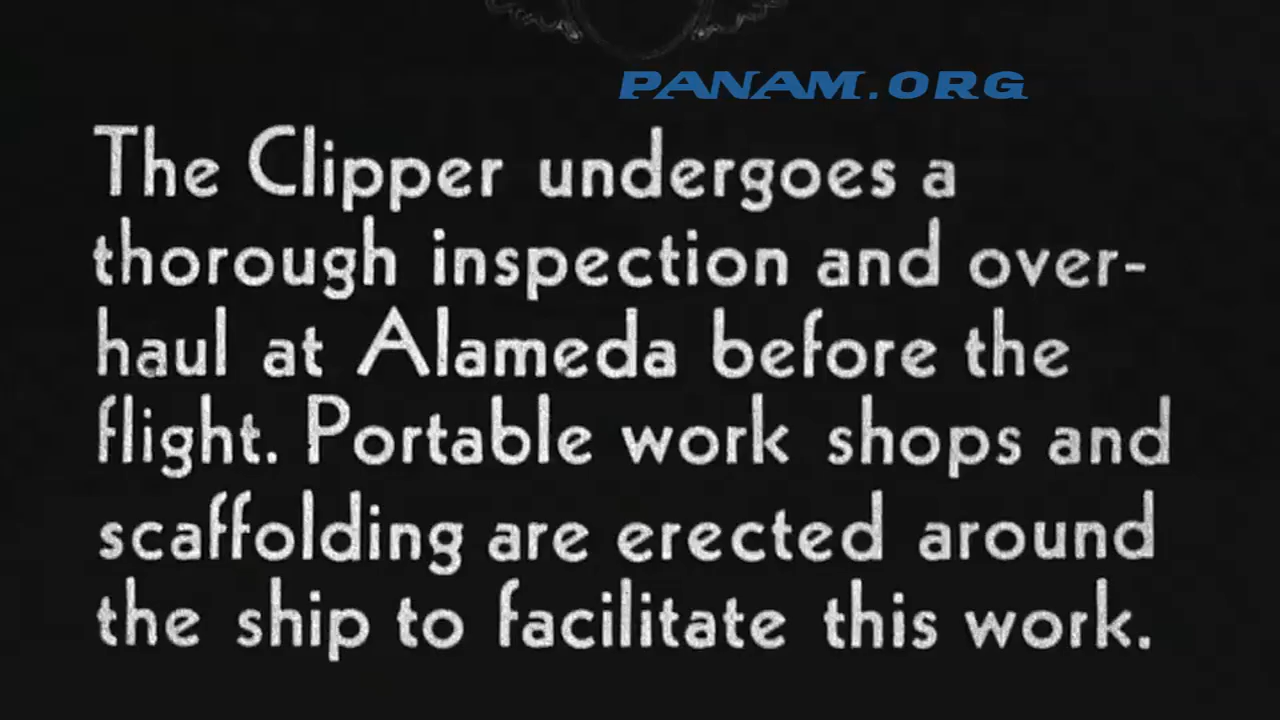 PANAM.ORG
The Clipper undergoes a
thorough inspection and over-
haul at Alameda before the
flight. Portable work shops and
scaffolding are erected around
the ship to facilitate this work.